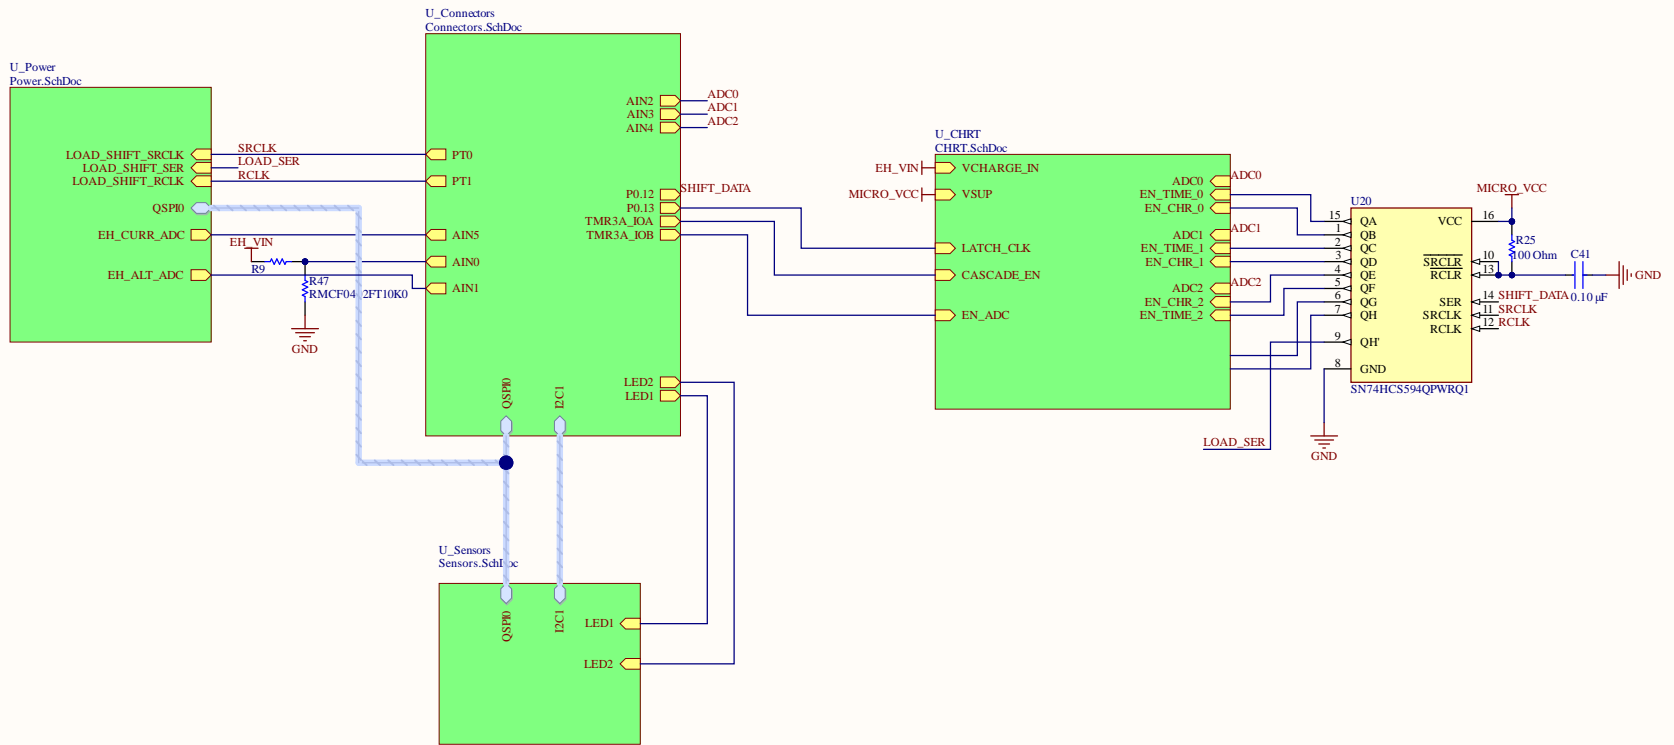 U_Power
Power.SchDoc
LOAD_SHIFT_SRCLK
LOAD_SHIFT_SER
LOAD_SHIFT_RCLK
QSPI0
EH_CURR_ADC
EH_ALT_ADC
SRCLK
LOAD_SER
RCLK
EH_VIN
R9
R47
GND
U_Connectors
Connectors.SchDoc
PT0
PT1
AIN5
AIN0
AIN1
AIN2
AIN3
AIN4
ADC0
ADC1
ADC2
P0.12
P0.13
TMR3A_IOA
TMR3A_IOB
SHIFT_DATA
LED2
LED1
QSPI0
I2C1
U_Sensors
QSPI0
I2C1
LED1
LED2
U_CHRT
CHRT.SchDoc
EH_VIN
VCHARGE_IN
MICRO_VCC
VSUP
LATCH_CLK
CASCADE_EN
EN_ADC
ADC0
EN_TIME_0
EN_CHR_0
ADC1
EN_TIME_1
EN_CHR_1
ADC2
EN_CHR_2
EN_TIME_2
ADC0
ADC1
ADC2
LOAD_SER
GND
U20
15 QA
1 QB
2 QC
3 QD
4 QE
5 QF
6 QG
7 QH
9 QH'
8 GND
VCC 16
SRCLR 10
RCLR 13
SER 14 SHIFT_DATA
SRCLK 11 SRCLK
RCLK 12 RCLK
SN74HCS594QPWRQ1
MICRO_VCC
R25
100 Ohm
C41
0.10 µF
GND